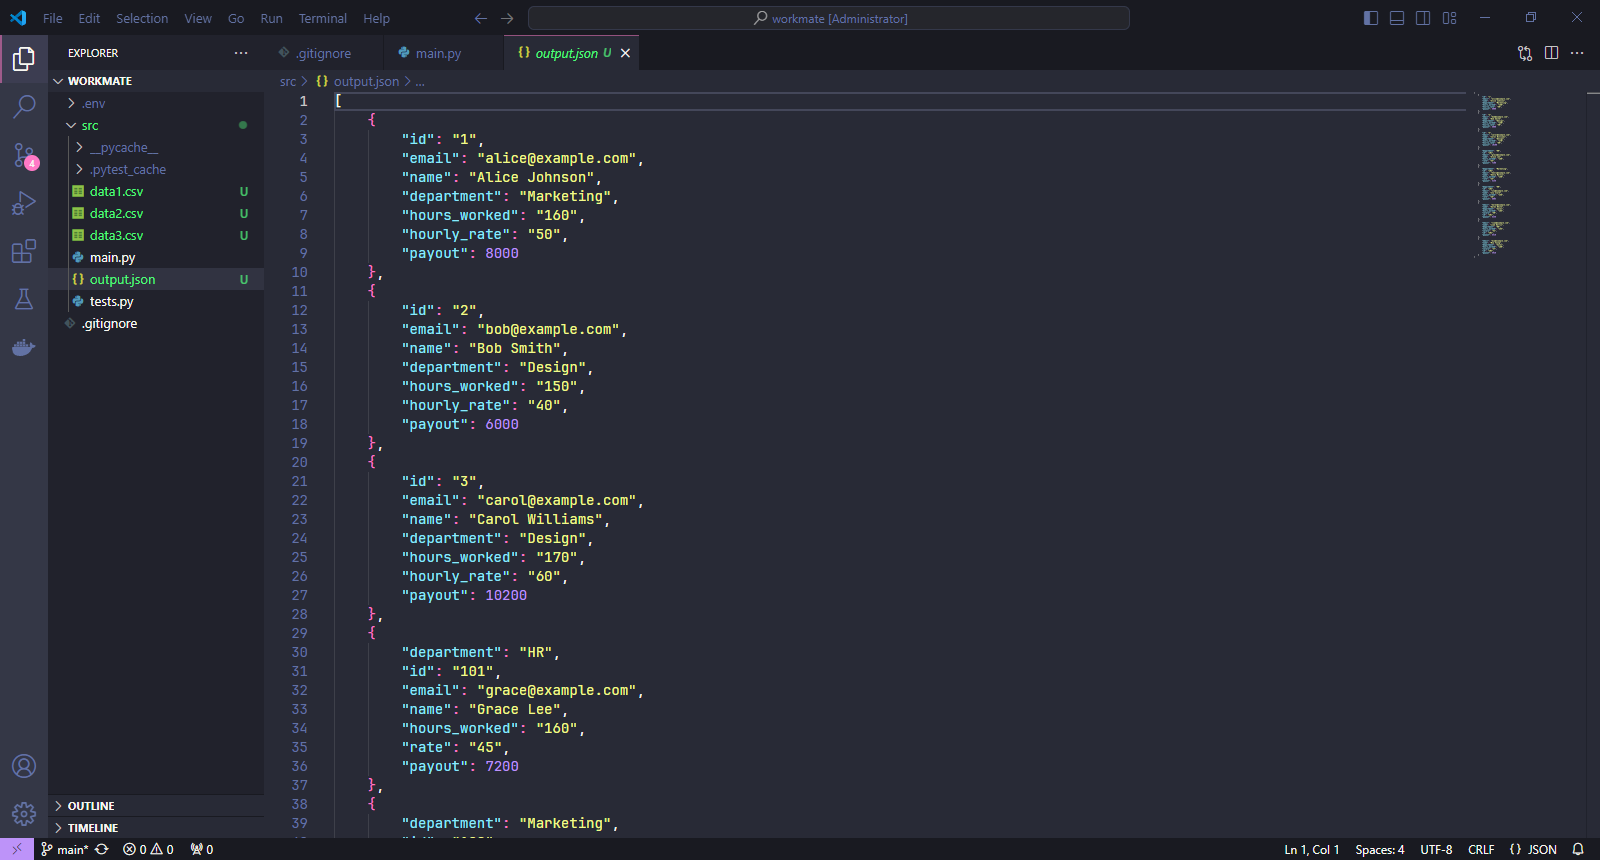 File Edit Selection View Go Run Terminal Help
workmate [Administrator]
EXPLORER
.gitignore
main.py
output.json U
WORKMATE
.env
src
__pycache__
.pytest_cache
data1.csv U
data2.csv U
data3.csv U
main.py
output.json U
tests.py
.gitignore
4
OUTLINE
TIMELINE
src > output.json > ...
1 [
2 {
3 "id": "1",
4 "email": "alice@example.com",
5 "name": "Alice Johnson",
6 "department": "Marketing",
7 "hours_worked": "160",
8 "hourly_rate": "50",
9 "payout": 8000
10 },
11 {
12 "id": "2",
13 "email": "bob@example.com",
14 "name": "Bob Smith",
15 "department": "Design",
16 "hours_worked": "150",
17 "hourly_rate": "40",
18 "payout": 6000
19 },
20 {
21 "id": "3",
22 "email": "carol@example.com",
23 "name": "Carol Williams",
24 "department": "Design",
25 "hours_worked": "170",
26 "hourly_rate": "60",
27 "payout": 10200
28 },
29 {
30 "department": "HR",
31 "id": "101",
32 "email": "grace@example.com",
33 "name": "Grace Lee",
34 "hours_worked": "160",
35 "rate": "45",
36 "payout": 7200
37 },
38 {
39 "department": "Marketing",
main* 0 0 0
Ln 1, Col 1 Spaces: 4 UTF-8 CRLF {} JSON